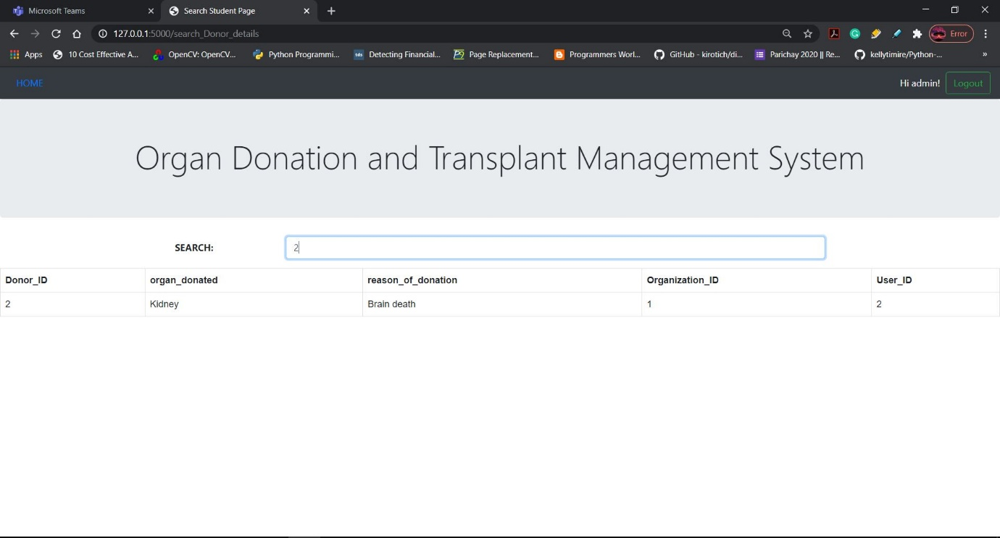 Microsoft Teams
Search Student Page
127.0.0.1:5000/search_Donor_details
Error
Apps
10 Cost Effective A...
OpenCV: OpenCV...
Python Programmi...
tds
Detecting Financial...
Page Replacement...
Programmers Worl...
GitHub - kirotich/di...
Parichay 2020 || Re...
kellytimire/Python-...
»
HOME
Hi admin!
Logout
Organ Donation and Transplant Management System
SEARCH:
2
Donor_ID organ_donated reason_of_donation Organization_ID User_ID
2 Kidney Brain death 1 2